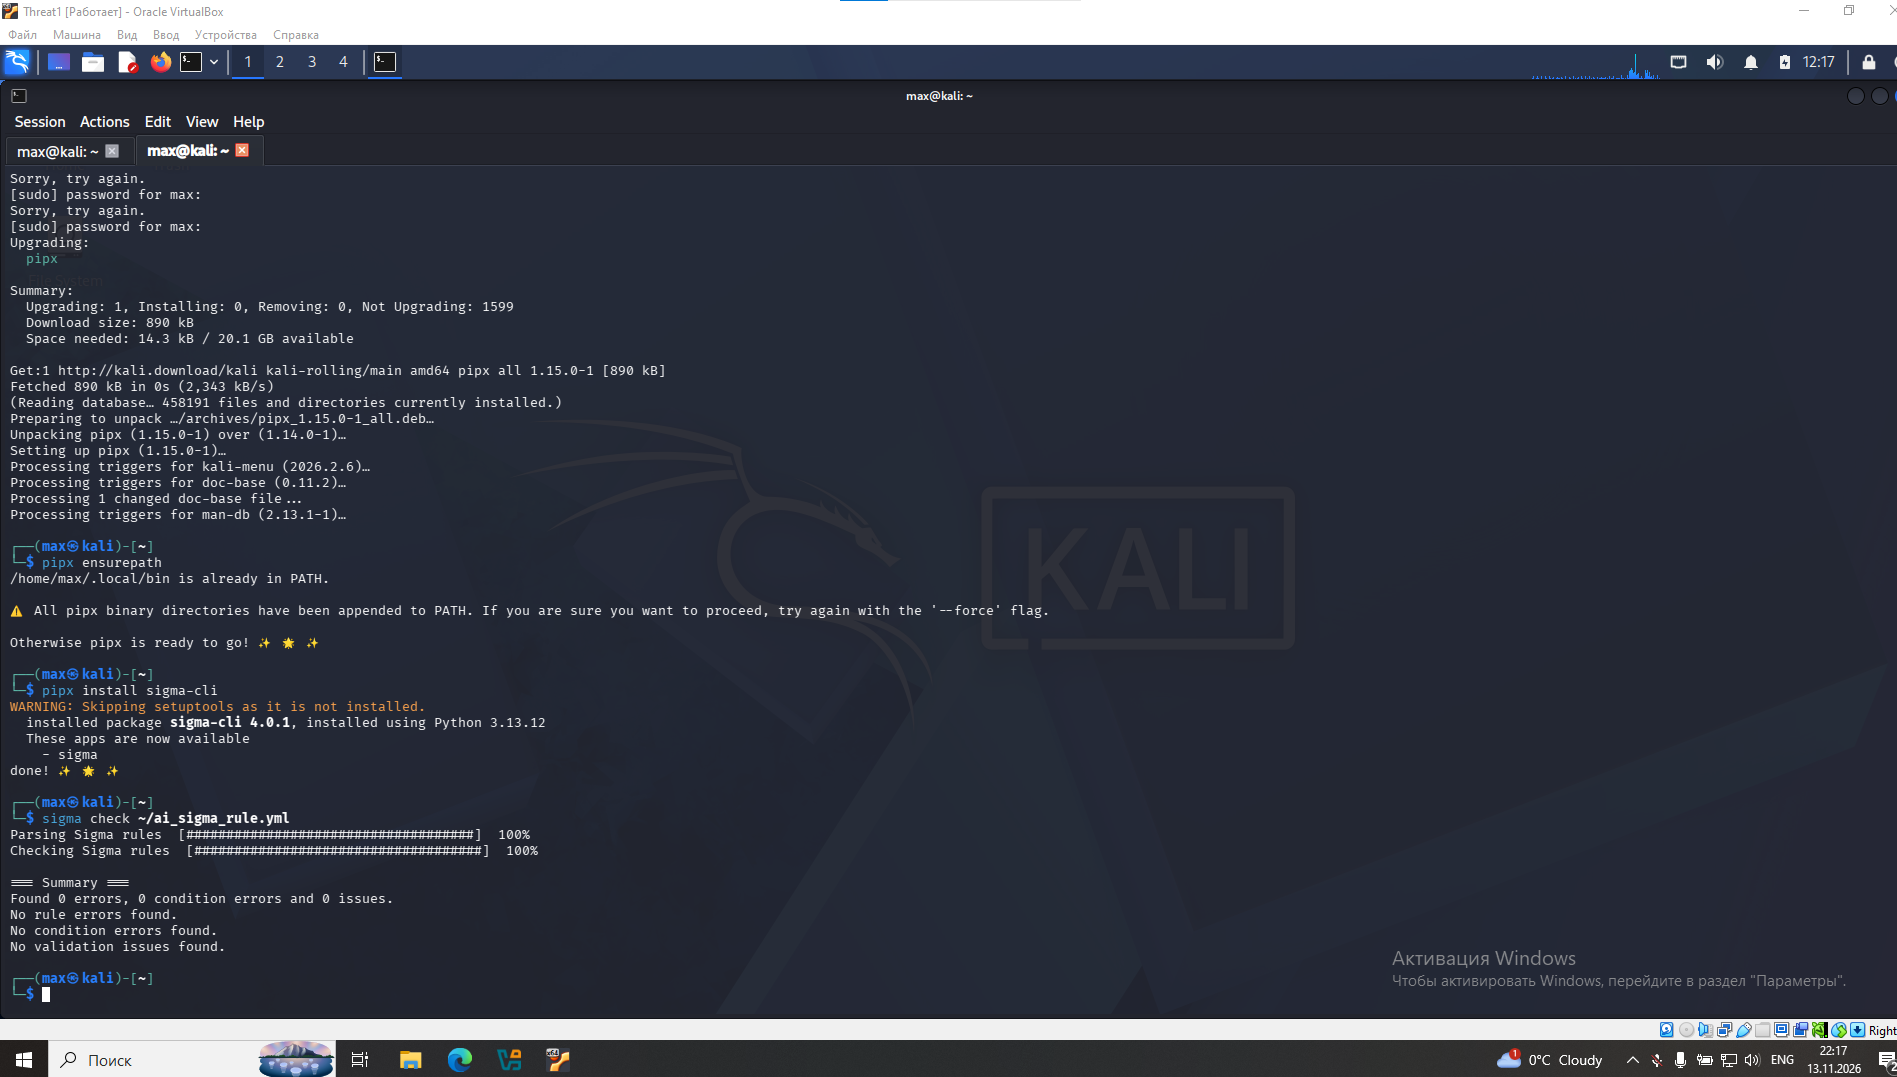 Threat1 [Работает] - Oracle VirtualBox
Файл Машина Вид Ввод Устройства Справка
1 2 3 4 12:17
max@kali: ~
Session Actions Edit View Help
max@kali: ~ max@kali: ~
Sorry, try again.
[sudo] password for max:
Sorry, try again.
[sudo] password for max:
Upgrading:
pipx
Summary:
Upgrading: 1, Installing: 0, Removing: 0, Not Upgrading: 1599
Download size: 890 kB
Space needed: 14.3 kB / 20.1 GB available
Get:1 http://kali.download/kali kali-rolling/main amd64 pipx all 1.15.0-1 [890 kB]
Fetched 890 kB in 0s (2,343 kB/s)
(Reading database… 458191 files and directories currently installed.)
Preparing to unpack …/archives/pipx_1.15.0-1_all.deb…
Unpacking pipx (1.15.0-1) over (1.14.0-1)…
Setting up pipx (1.15.0-1)…
Processing triggers for kali-menu (2026.2.6)…
Processing triggers for doc-base (0.11.2)…
Processing 1 changed doc-base file...
Processing triggers for man-db (2.13.1-1)…
┌──(max㉿kali)-[~]
└─$ pipx ensurepath
/home/max/.local/bin is already in PATH.
⚠️ All pipx binary directories have been appended to PATH. If you are sure you want to proceed, try again with the '--force' flag.
Otherwise pipx is ready to go! ✨ 🌟 ✨
┌──(max㉿kali)-[~]
└─$ pipx install sigma-cli
WARNING: Skipping setuptools as it is not installed.
installed package sigma-cli 4.0.1, installed using Python 3.13.12
These apps are now available
- sigma
done! ✨ 🌟 ✨
┌──(max㉿kali)-[~]
└─$ sigma check ~/ai_sigma_rule.yml
Parsing Sigma rules [####################################] 100%
Checking Sigma rules [####################################] 100%
=== Summary ===
Found 0 errors, 0 condition errors and 0 issues.
No rule errors found.
No condition errors found.
No validation issues found.
┌──(max㉿kali)-[~]
└─$
KALI
Активация Windows
Чтобы активировать Windows, перейдите в раздел "Параметры".
Right
Поиск
1 0°C Cloudy ENG 22:17
13.11.2026